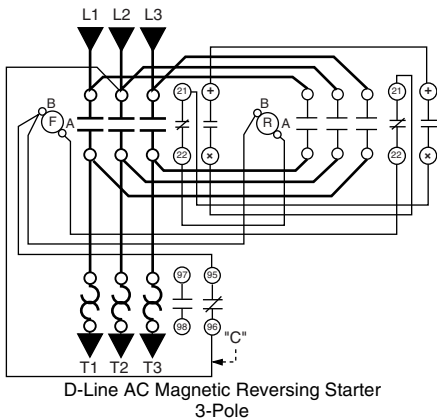 L1 L2 L3
21 + 21 +
B B
F A R A
22 × 22 ×
97 95
98 96
"C"
T1 T2 T3
D-Line AC Magnetic Reversing Starter
3-Pole